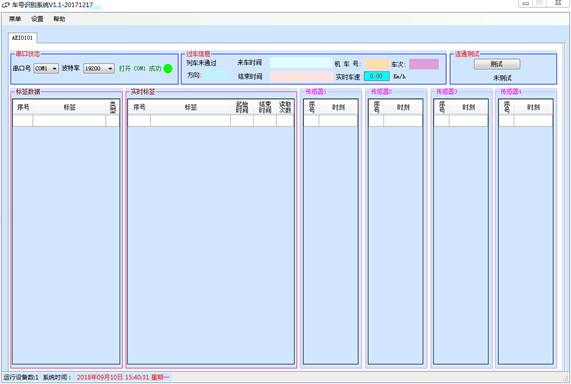 车号识别系统V1.1-20171217
菜单 设置 帮助
AEI0101
串口状态
串口号 COM1 波特率 19200 打开 COM1 成功
过车信息
列车未通过 来车时间 机 车 号: 车次:
方向: 结束时间 实时车速 0.00 Km/h
连通测试
测试
未测试
标签数据
序号 标签 类型
实时标签
序号 标签 起始时间 结束时间 读取次数
传感器1
序号 时刻
传感器2
序号 时刻
传感器3
序号 时刻
传感器4
序号 时刻
运行设备数:1 系统时间: 2018年09月10日 15:40:31 星期一